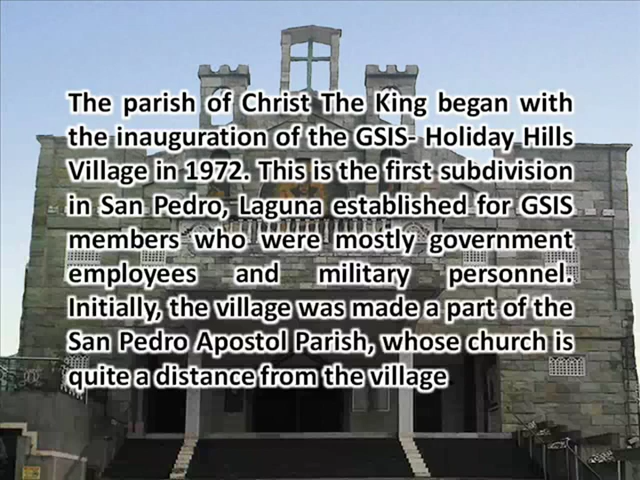 The parish of Christ The King began with
the inauguration of the GSIS- Holiday Hills
Village in 1972. This is the first subdivision
in San Pedro, Laguna established for GSIS
members who were mostly government
employees and military personnel.
Initially, the village was made a part of the
San Pedro Apostol Parish, whose church is
quite a distance from the village